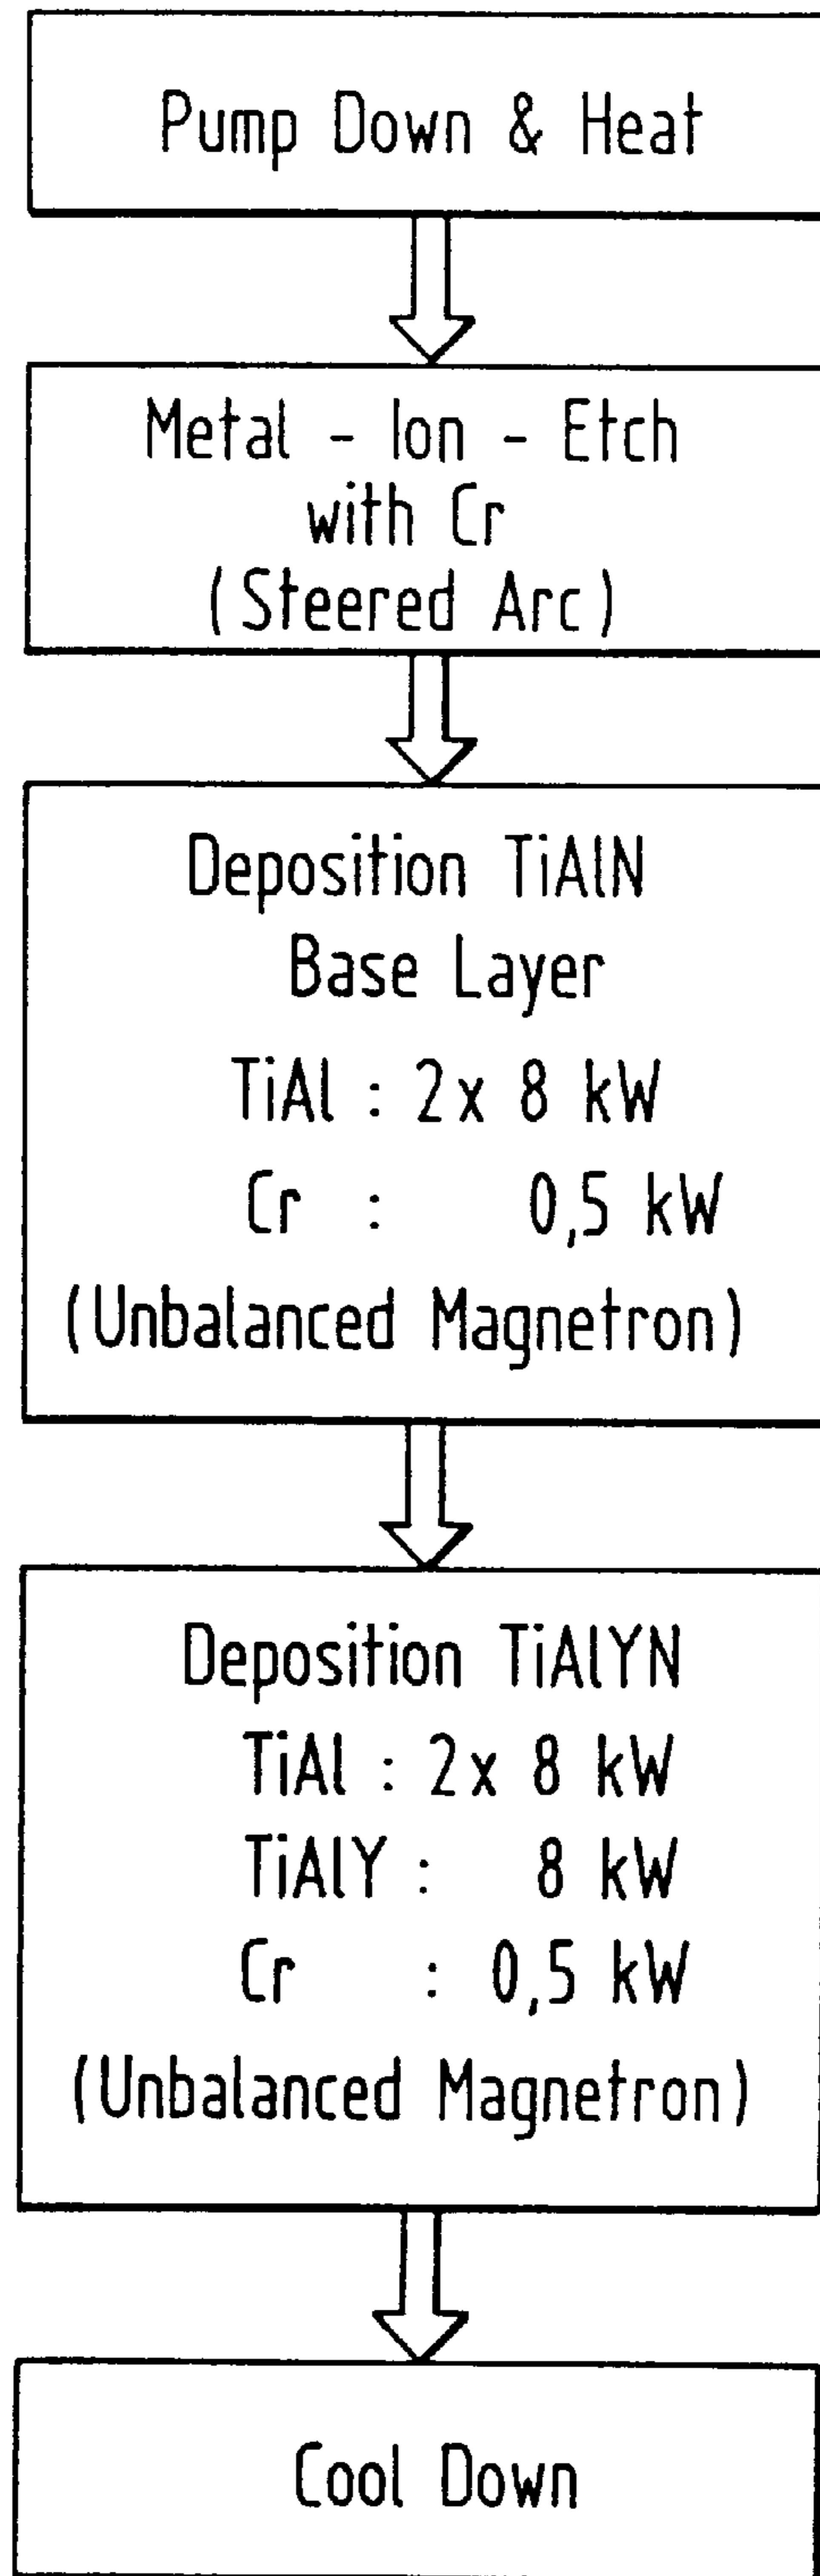 Pump Down & Heat
Metal - Ion - Etch
with Cr
(Steered Arc)
Deposition TiAlN
Base Layer
TiAl : 2x 8 kW
Cr : 0,5 kW
(Unbalanced Magnetron)
Deposition TiAlYN
TiAl : 2x 8 kW
TiAlY : 8 kW
Cr : 0,5 kW
(Unbalanced Magnetron)
Cool Down